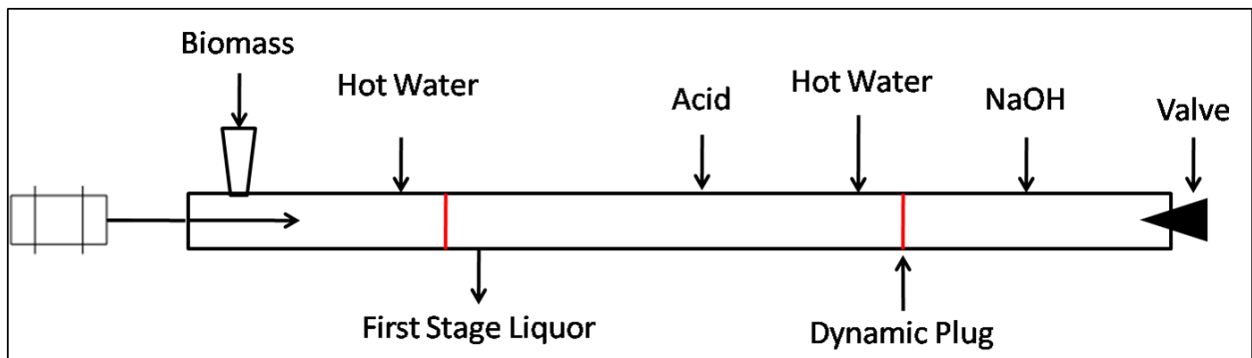 Biomass
Hot Water
Acid
Hot Water
NaOH
Valve
First Stage Liquor
Dynamic Plug